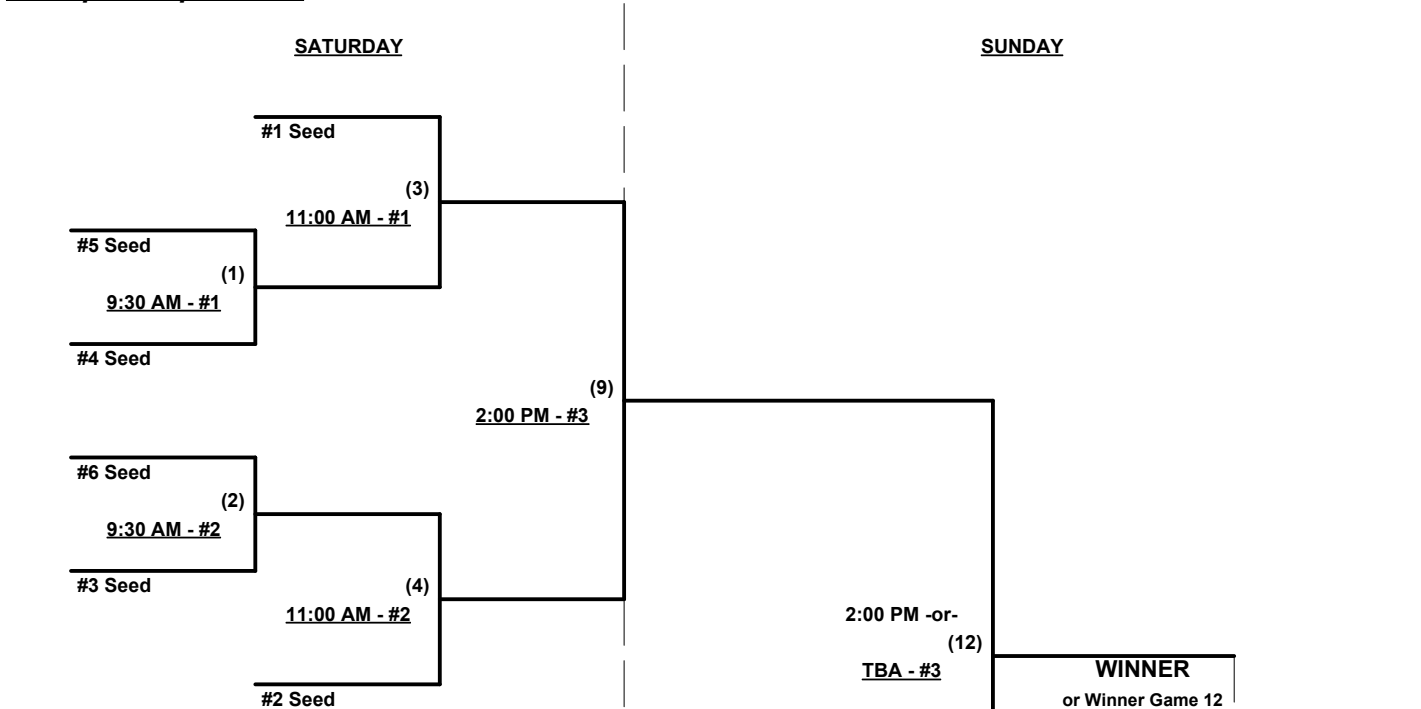 SATURDAY
SUNDAY
#1 Seed
(3)
11:00 AM - #1
#5 Seed
(1)
9:30 AM - #1
#4 Seed
(9)
2:00 PM - #3
#6 Seed
(2)
9:30 AM - #2
#3 Seed
(4)
11:00 AM - #2
2:00 PM -or-
(12)
TBA - #3
WINNER
#2 Seed
or Winner Game 12